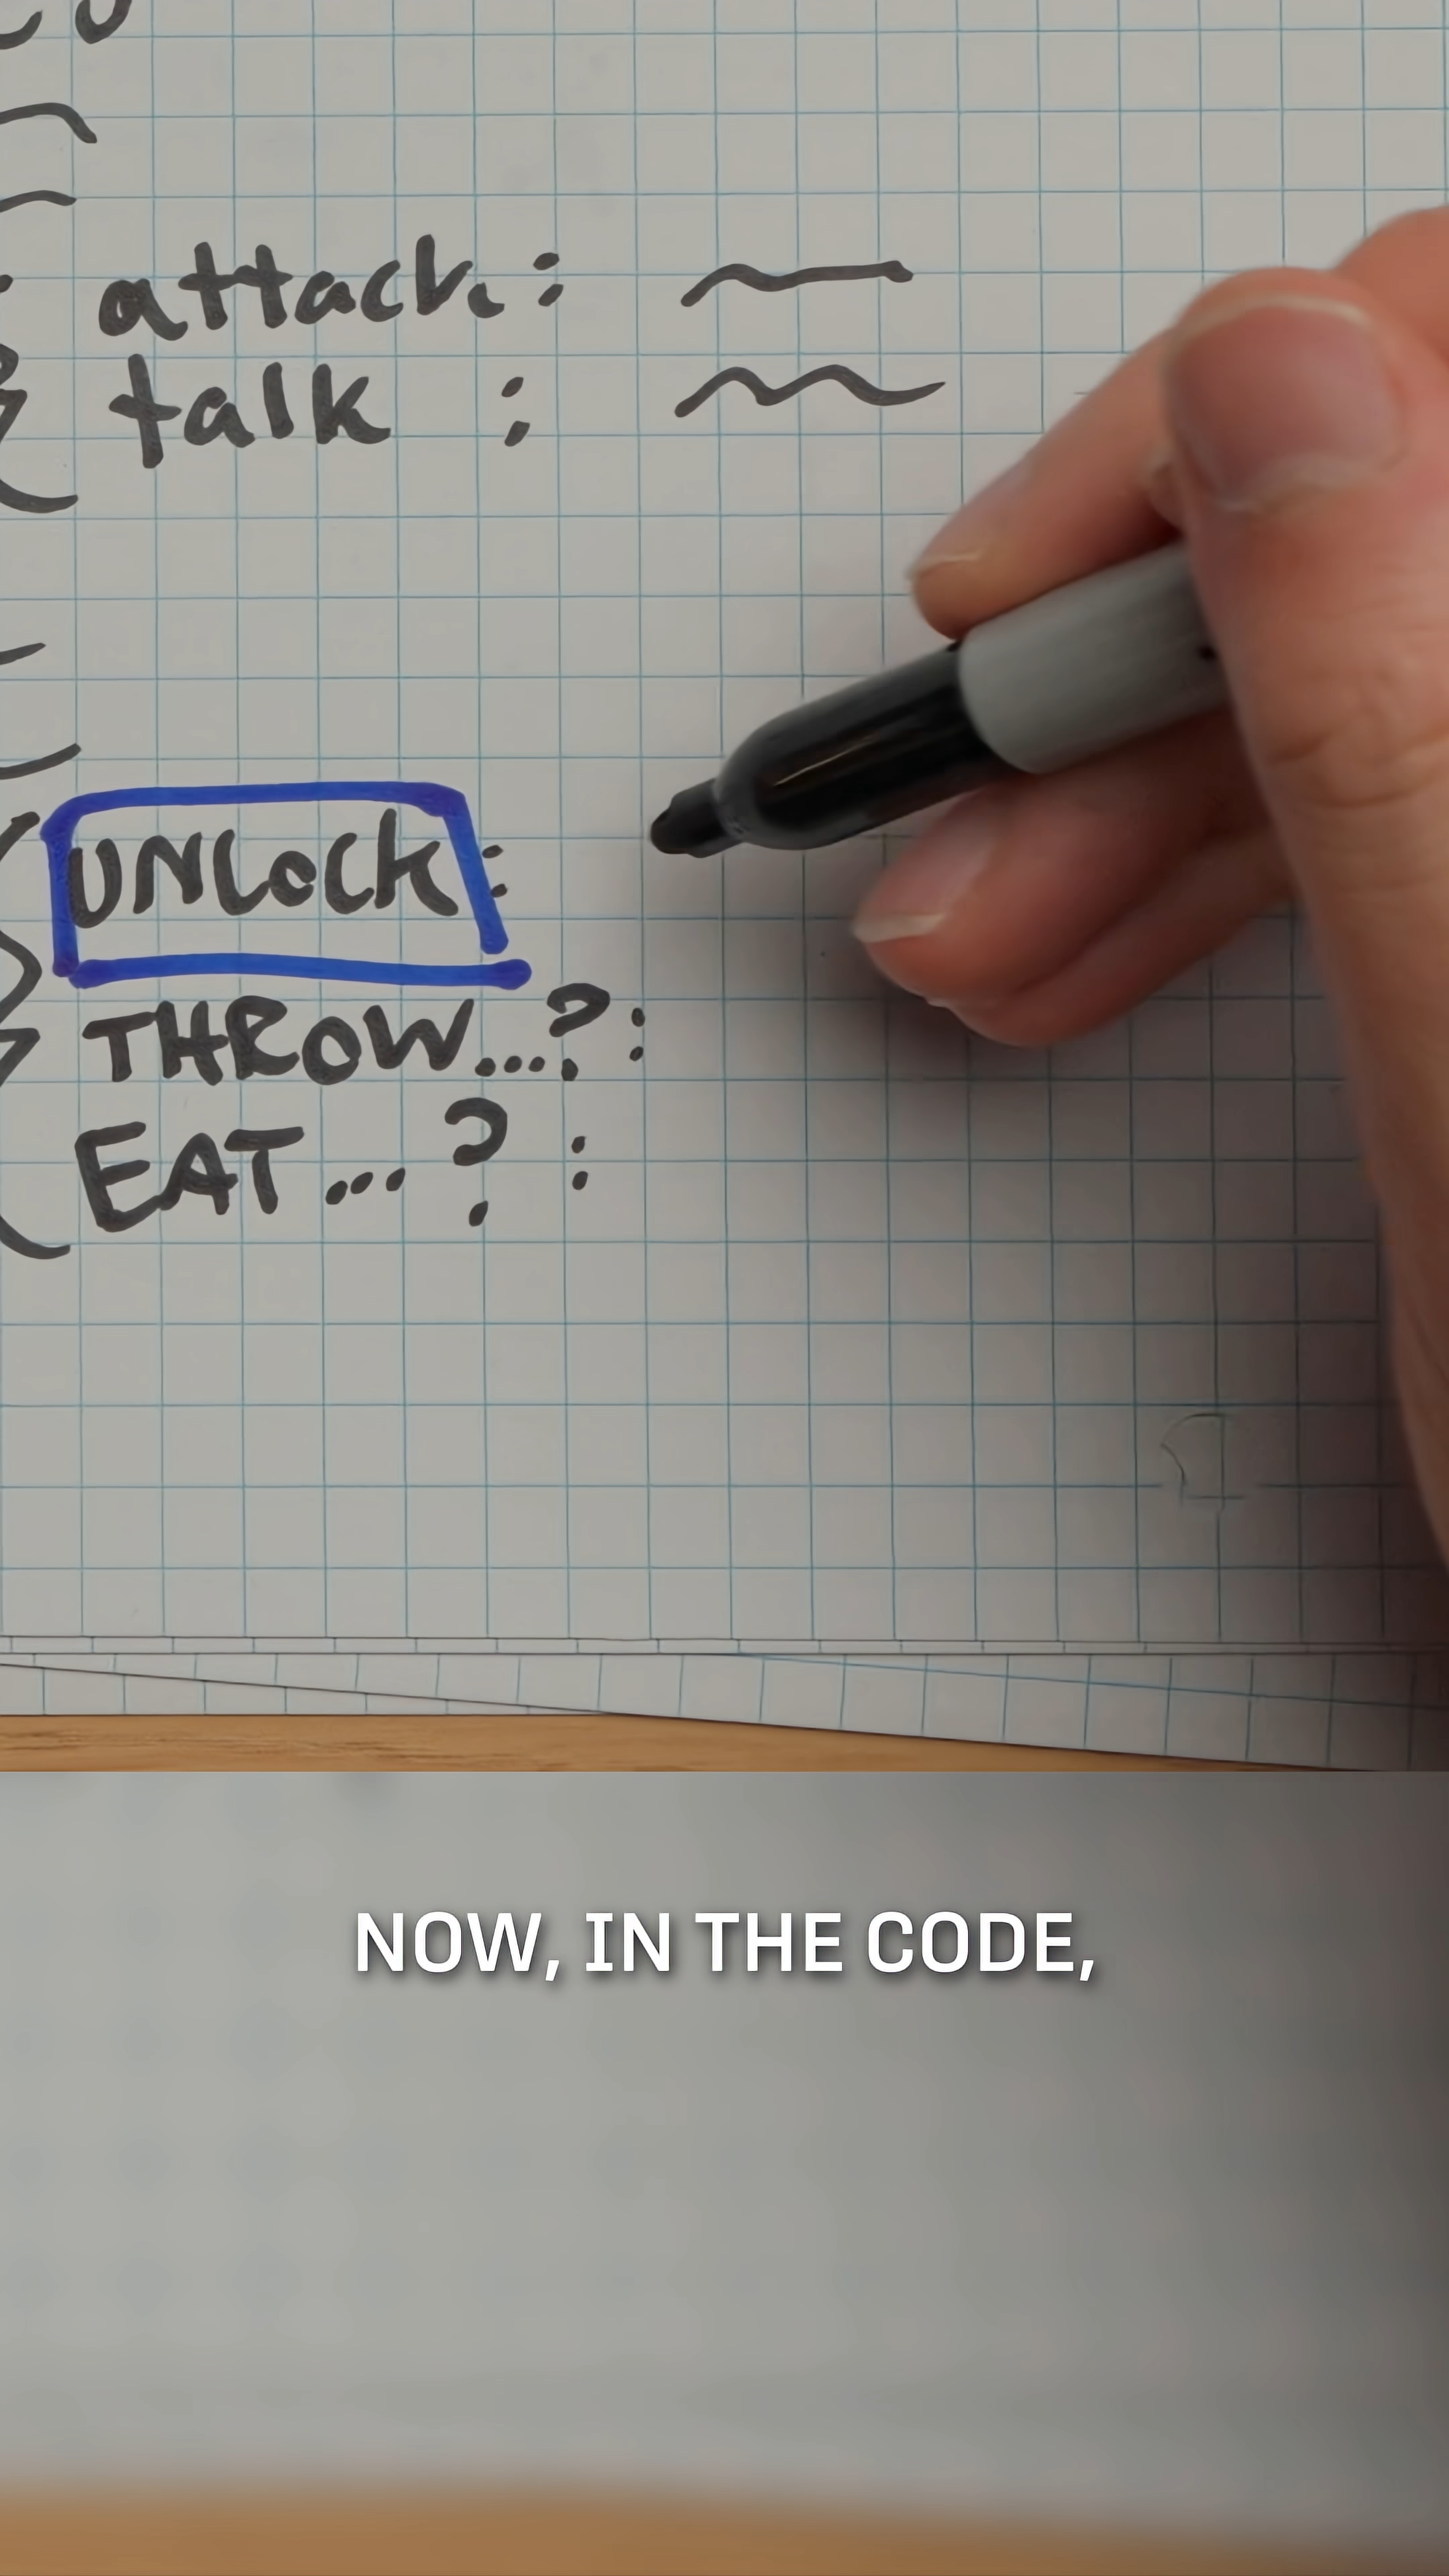 attack:
talk :
UNLOCK:
THROW...?:
EAT...? :
NOW, IN THE CODE,